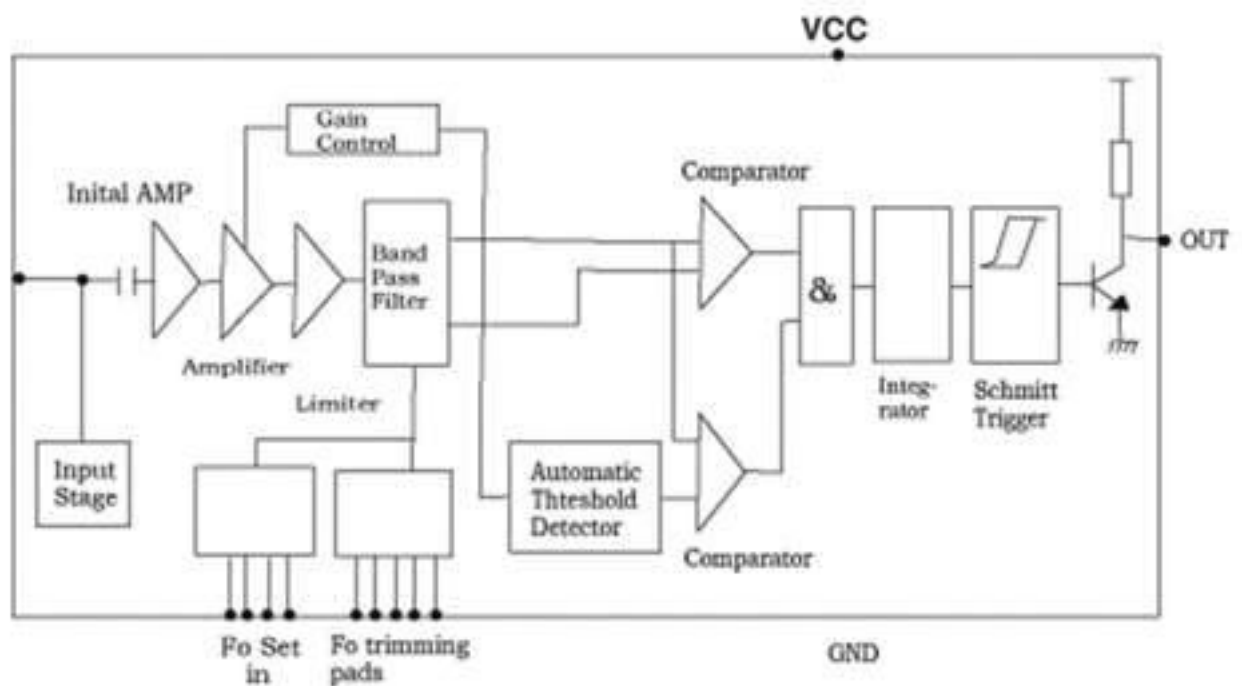 VCC
Gain
Control
Inital AMP
Comparator
Band
Pass
Filter
OUT
&
Amplifier
Limiter
Integ-
rator
Schmitt
Trigger
Input
Stage
Automatic
Thteshold
Detector
Comparator
Fo Set
in
Fo trimming
pads
GND